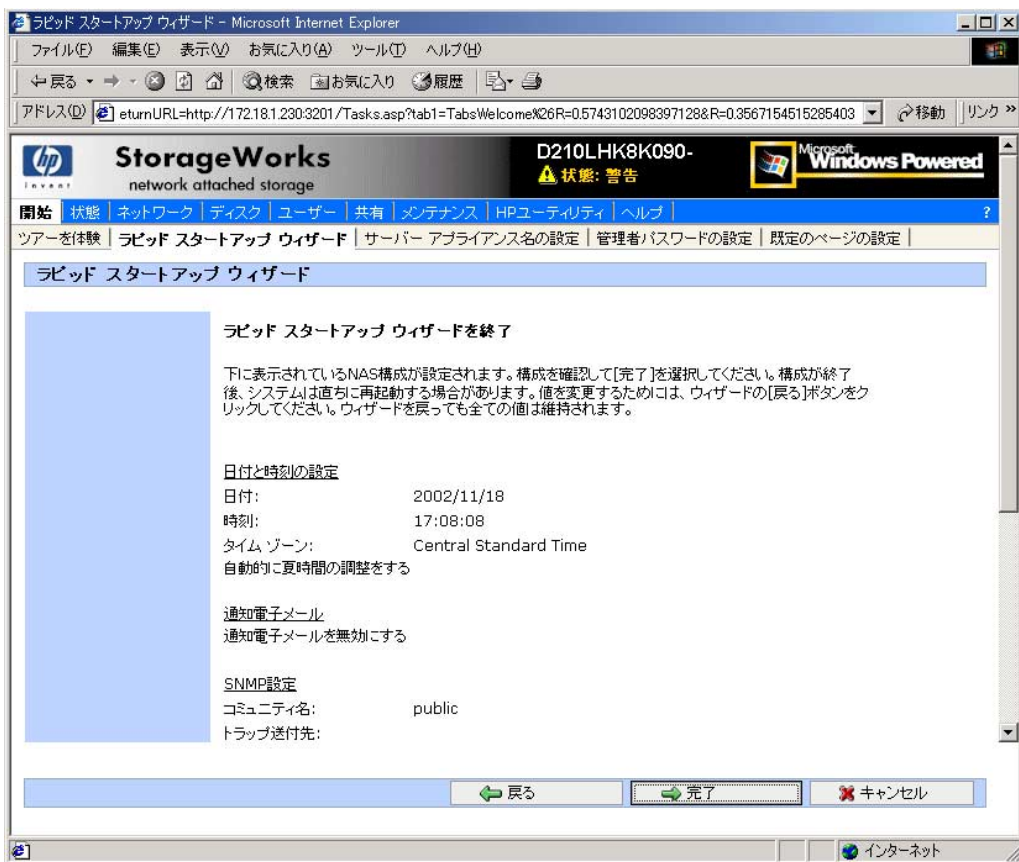 ラピッド スタートアップ ウィザード - Microsoft Internet Explorer
ファイル(F) 編集(E) 表示(V) お気に入り(A) ツール(T) ヘルプ(H)
戻る 検索 お気に入り 履歴
アドレス(D) eturnURL=http://172.18.1.230:3201/Tasks.asp?tab1=TabsWelcome%26R=0.5743102098397128&R=0.3567154515285403 移動 リンク »
hp invent
StorageWorks
network attached storage
D210LHK8K090-
状態: 警告
Microsoft Windows Powered
開始 状態 ネットワーク ディスク ユーザー 共有 メンテナンス HPユーティリティ ヘルプ ?
ツアーを体験 ラピッド スタートアップ ウィザード サーバー アプライアンス名の設定 管理者パスワードの設定 既定のページの設定
ラピッド スタートアップ ウィザード
ラピッド スタートアップ ウィザードを終了
下に表示されているNAS構成が設定されます。構成を確認して[完了]を選択してください。構成が終了
後、システムは直ちに再起動する場合があります。値を変更するためには、ウィザードの[戻る]ボタンをク
リックしてください。ウィザードを戻っても全ての値は維持されます。
日付と時刻の設定
日付: 2002/11/18
時刻: 17:08:08
タイム ゾーン: Central Standard Time
自動的に夏時間の調整をする
通知電子メール
通知電子メールを無効にする
SNMP設定
コミュニティ名: public
トラップ送付先:
戻る 完了 キャンセル
インターネット